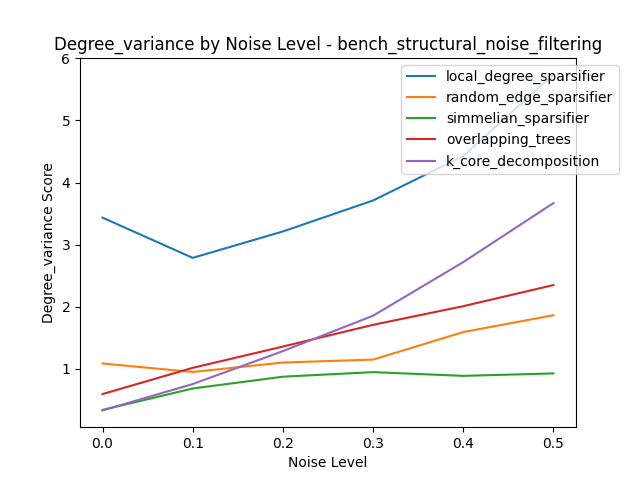 Degree_variance by Noise Level - bench_structural_noise_filtering
local_degree_sparsifier
random_edge_sparsifier
simmelian_sparsifier
overlapping_trees
k_core_decomposition
Degree_variance Score
6
5
4
3
2
1
0.0 0.1 0.2 0.3 0.4 0.5
Noise Level